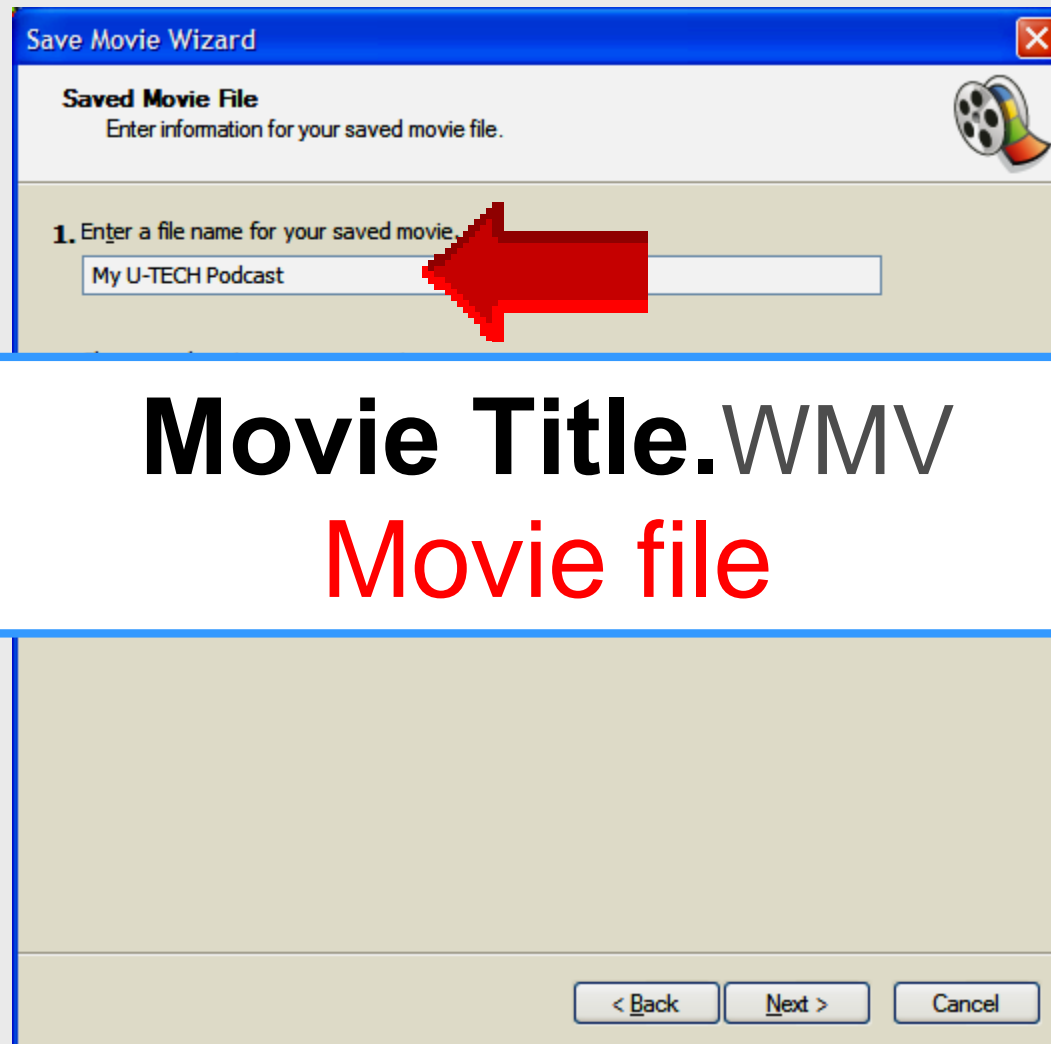 Save Movie Wizard
Saved Movie File
Enter information for your saved movie file.
1. Enter a file name for your saved movie.
My U-TECH Podcast
Movie Title.WMV
Movie file
< Back Next > Cancel